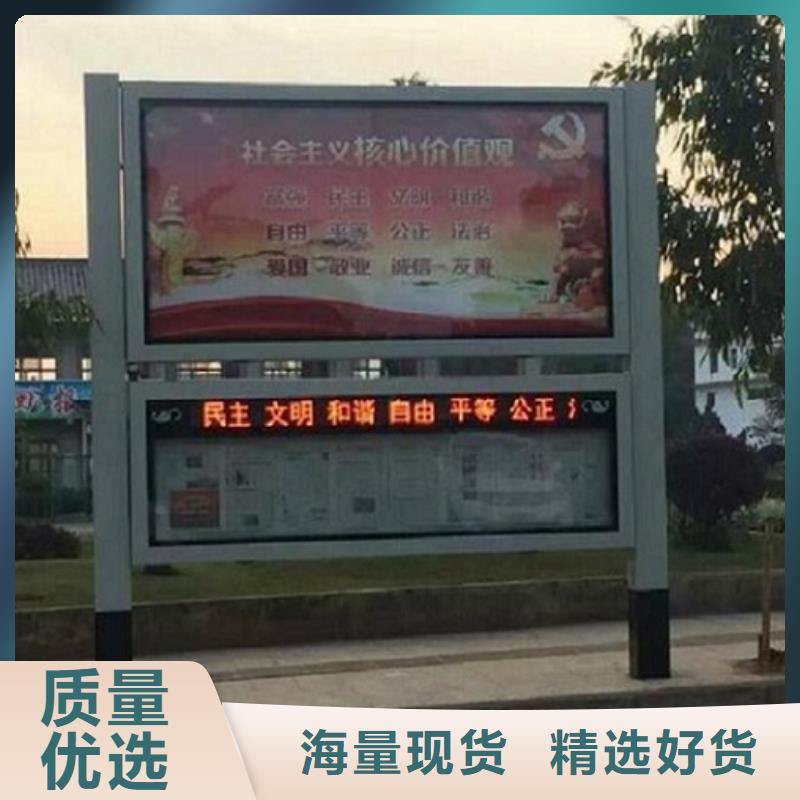 社会主义核心价值观
富强 民主 文明 和谐
自由 平等 公正 法治
爱国 敬业 诚信 友善
民主 文明 和谐 自由 平等 公正
报
质量
优选
海量现货 精选好货